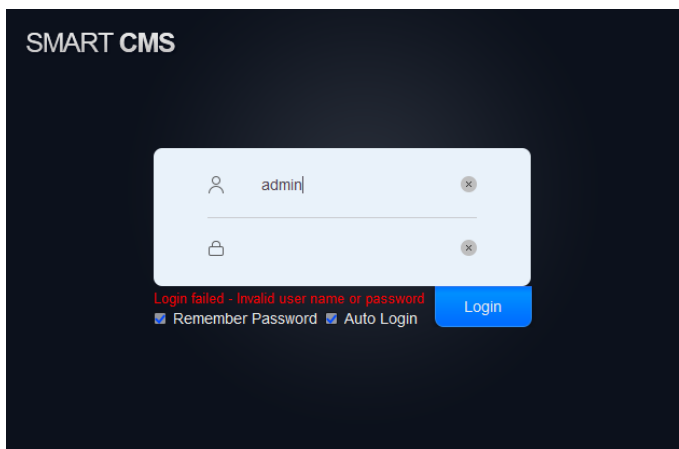 SMART CMS
admin
Login failed - Invalid user name or password
Remember Password Auto Login
Login